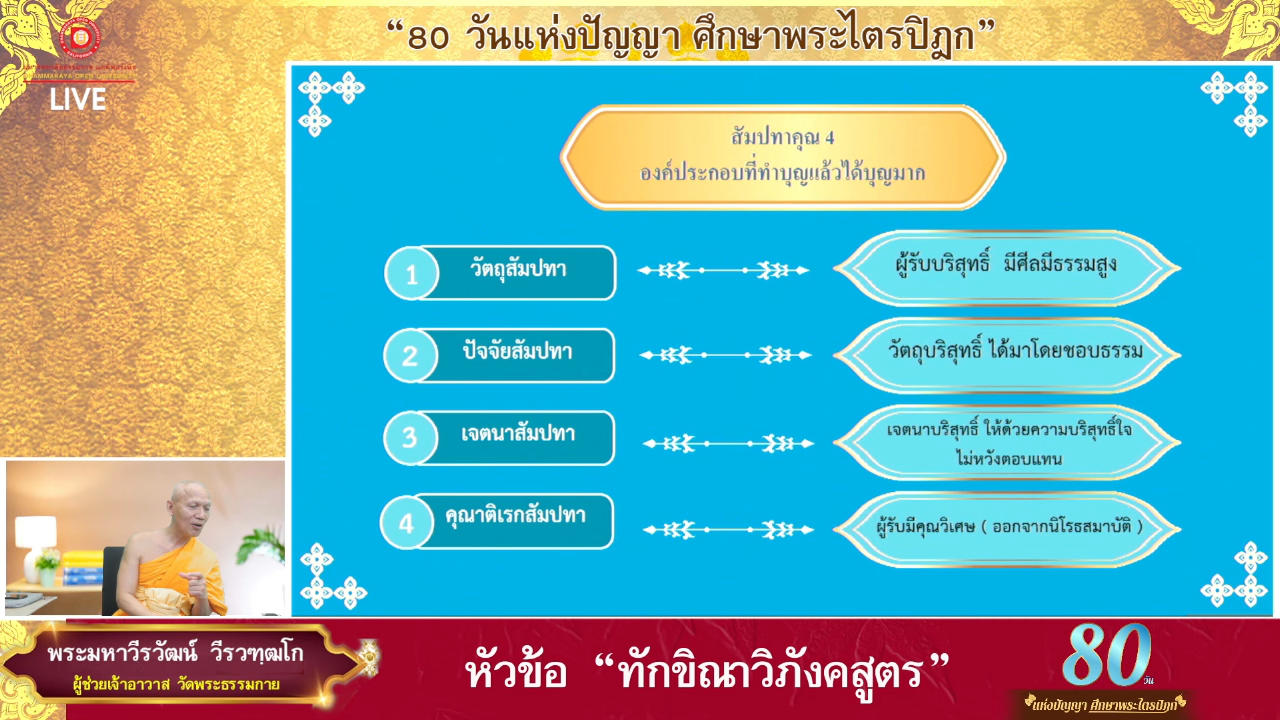 “80 วันแห่งปัญญา ศึกษาพระไตรปิฎก”
DHAMMAKAYA OPEN UNIVERSITY
LIVE
สัมปทาคุณ 4
องค์ประกอบที่ทำบุญแล้วได้บุญมาก
1 วัตถุสัมปทา
ผู้รับบริสุทธิ์ มีศีลมีธรรมสูง
2 ปัจจัยสัมปทา
วัตถุบริสุทธิ์ ได้มาโดยชอบธรรม
3 เจตนาสัมปทา
เจตนาบริสุทธิ์ ให้ด้วยความบริสุทธิ์ใจ
ไม่หวังตอบแทน
4 คุณาติเรกสัมปทา
ผู้รับมีคุณวิเศษ ( ออกจากนิโรธสมาบัติ )
พระมหาวีรวัฒน์ วีรวฑฺฒโก
ผู้ช่วยเจ้าอาวาส วัดพระธรรมกาย
หัวข้อ “ทักขิณาวิภังคสูตร”
80 วัน
แห่งปัญญา ศึกษาพระไตรปิฎก